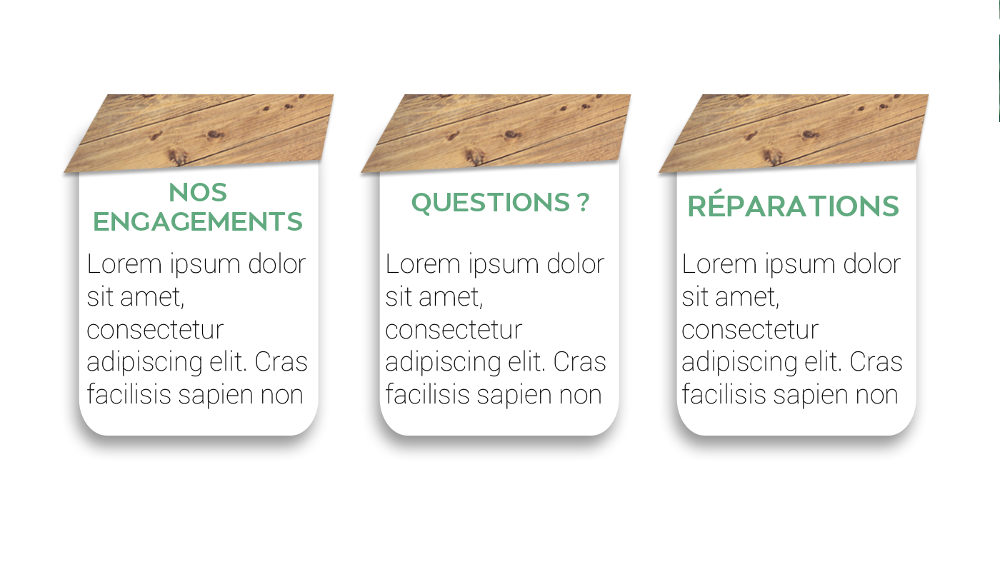 NOS
ENGAGEMENTS
Lorem ipsum dolor
sit amet,
consectetur
adipiscing elit. Cras
facilisis sapien non
QUESTIONS ?
Lorem ipsum dolor
sit amet,
consectetur
adipiscing elit. Cras
facilisis sapien non
RÉPARATIONS
Lorem ipsum dolor
sit amet,
consectetur
adipiscing elit. Cras
facilisis sapien non